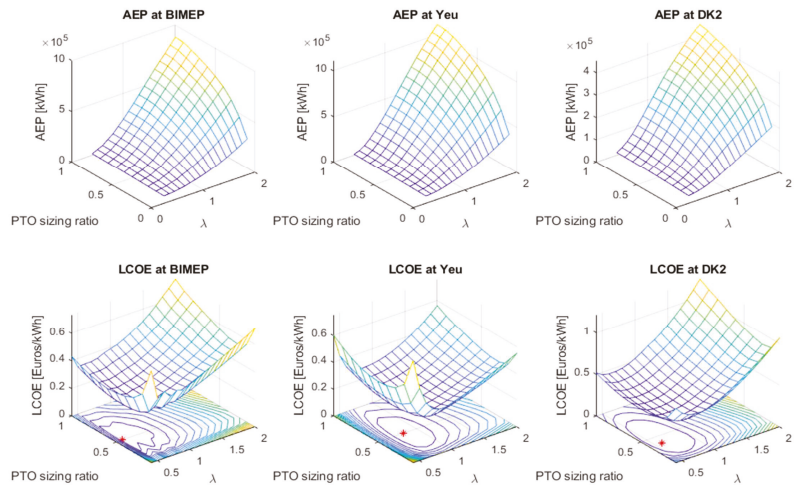 AEP at BIMEP
AEP at Yeu
AEP at DK2
×10⁵
10
5
0
AEP [kWh]
1
0.5
0
PTO sizing ratio
0
1
2
λ
×10⁵
10
5
0
AEP [kWh]
1
0.5
0
PTO sizing ratio
0
1
2
λ
×10⁵
4
3
2
1
0
AEP [kWh]
1
0.5
0
PTO sizing ratio
0
1
2
λ
LCOE at BIMEP
LCOE at Yeu
LCOE at DK2
0.6
0.4
0.2
0
LCOE [Euros/kWh]
1
0.5
PTO sizing ratio
0.5
1
1.5
2
λ
0.6
0.4
0.2
0
LCOE [Euros/kWh]
1
0.5
PTO sizing ratio
0.5
1
1.5
2
λ
1
0.5
0
LCOE [Euros/kWh]
1
0.5
PTO sizing ratio
0.5
1
1.5
2
λ